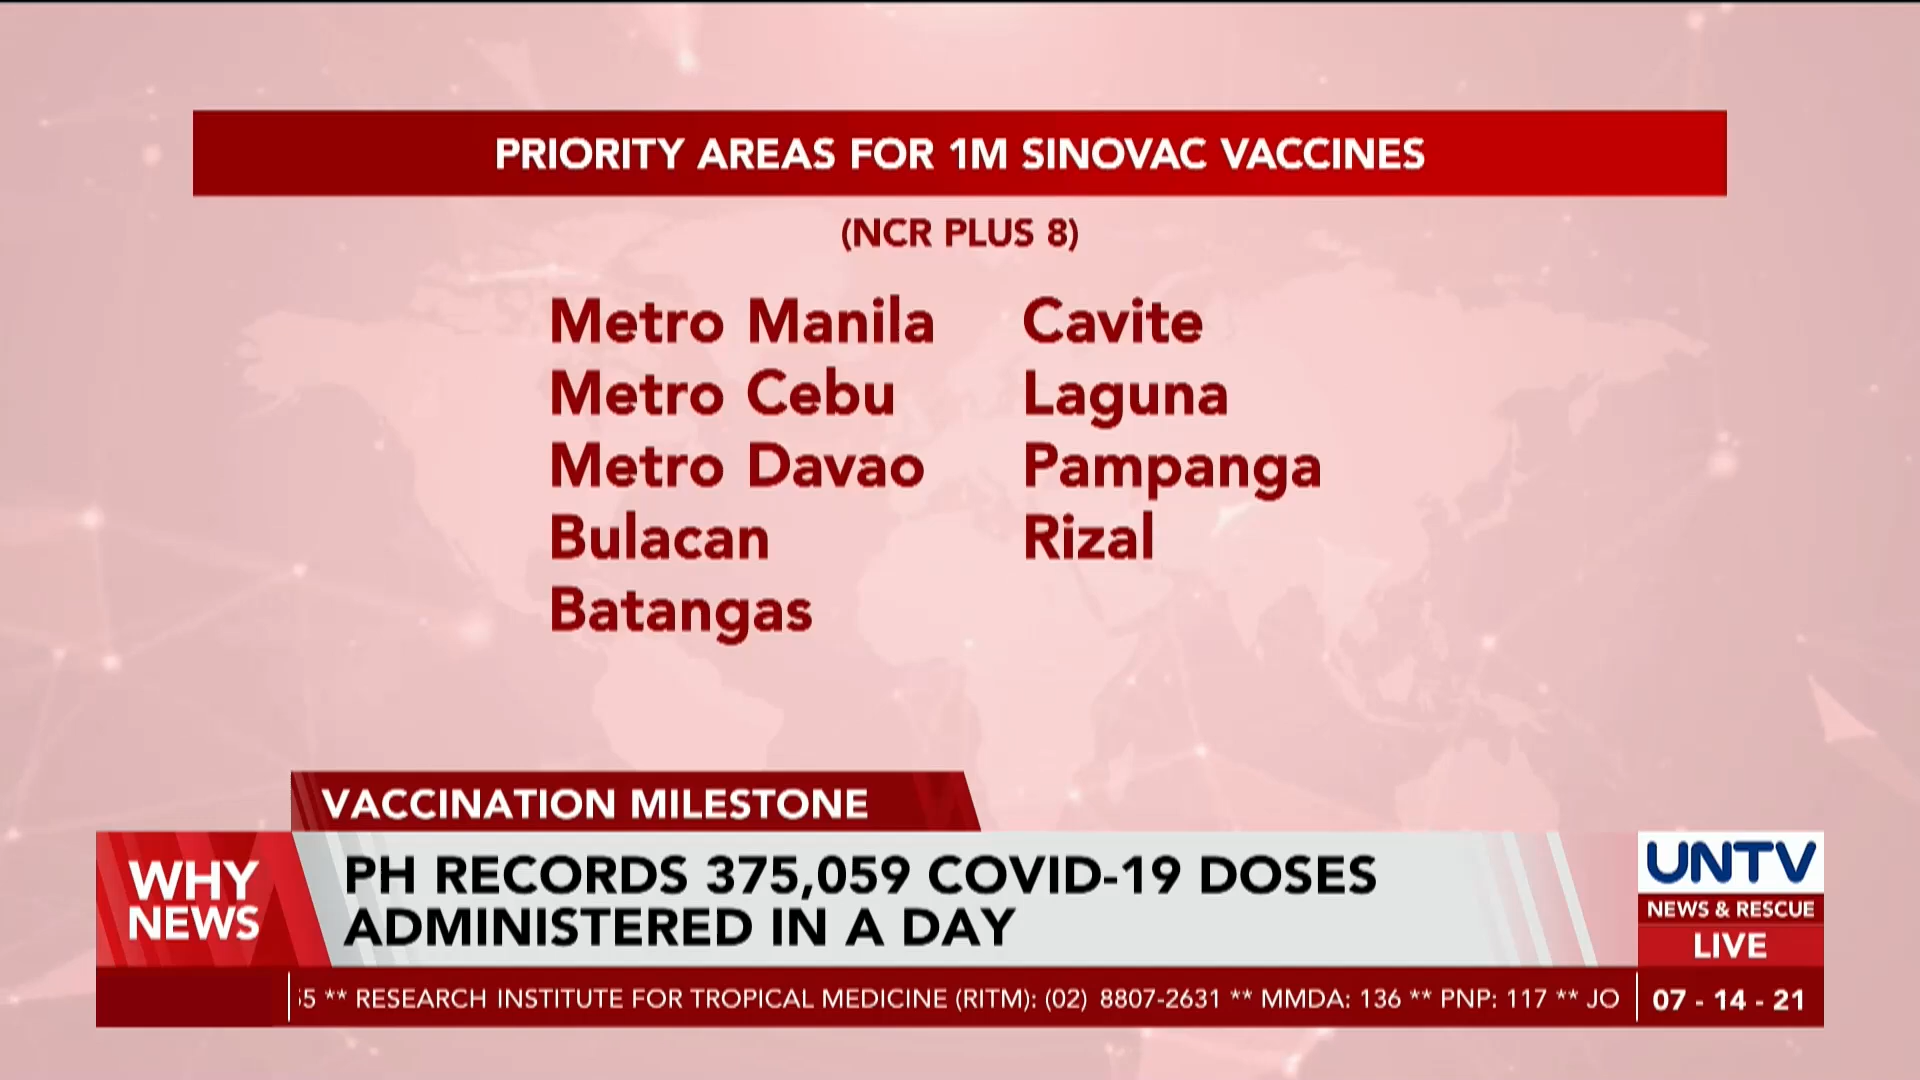 PRIORITY AREAS FOR 1M SINOVAC VACCINES
(NCR PLUS 8)
Metro Manila
Metro Cebu
Metro Davao
Bulacan
Batangas
Cavite
Laguna
Pampanga
Rizal
VACCINATION MILESTONE
WHY
NEWS
PH RECORDS 375,059 COVID-19 DOSES
ADMINISTERED IN A DAY
UNTV
NEWS & RESCUE
LIVE
5 ** RESEARCH INSTITUTE FOR TROPICAL MEDICINE (RITM): (02) 8807-2631 ** MMDA: 136 ** PNP: 117 ** JO
07 - 14 - 21